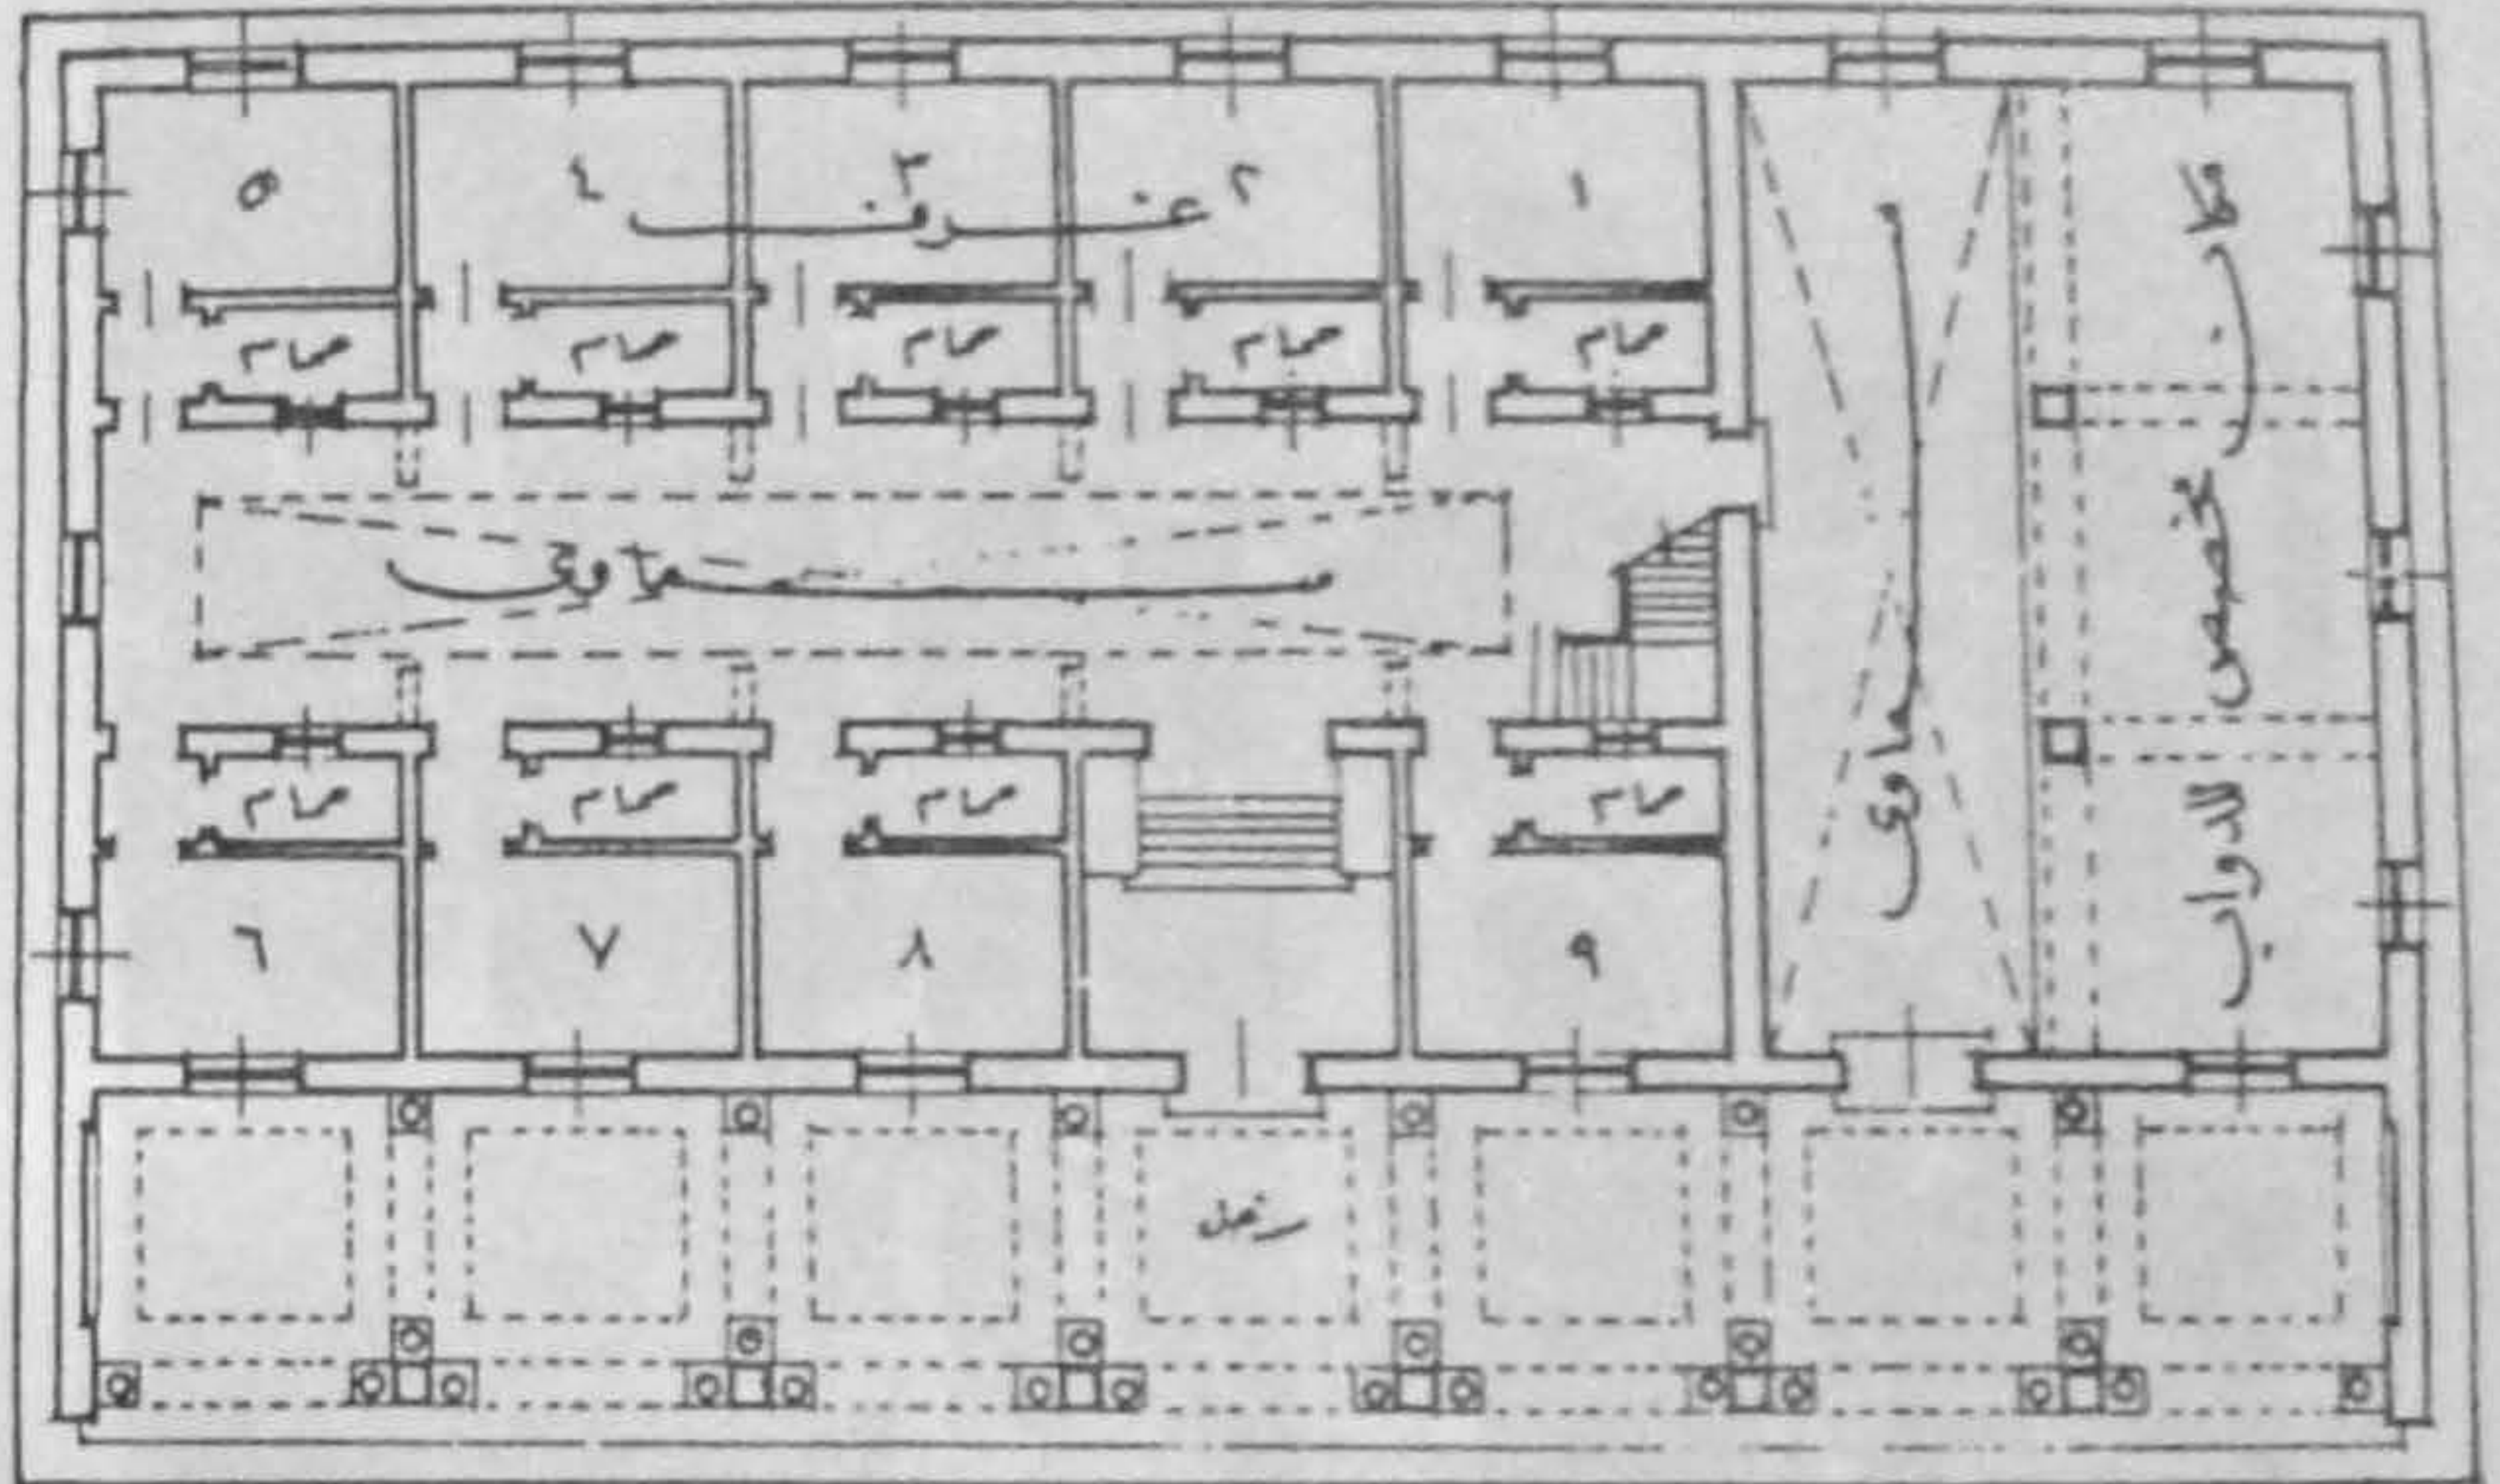 ١ ٢ ٣ ٤ ٥
غرف
حمام حمام حمام حمام حمام
سماوي
حمام حمام حمام حمام
٩ ٨ ٧ ٦
سماوي
مكان مخصص للدواب